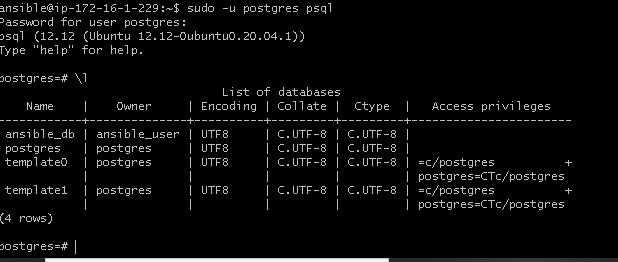 ansible@ip-172-16-1-229:~$ sudo -u postgres psql
Password for user postgres:
psql (12.12 (Ubuntu 12.12-0ubuntu0.20.04.1))
Type "help" for help.

postgres=# \l
                                List of databases
    Name     |    Owner     | Encoding | Collate |  Ctype  |   Access privileges
-------------+--------------+----------+---------+---------+-----------------------
 ansible_db  | ansible_user | UTF8     | C.UTF-8 | C.UTF-8 |
 postgres    | postgres     | UTF8     | C.UTF-8 | C.UTF-8 |
 template0   | postgres     | UTF8     | C.UTF-8 | C.UTF-8 | =c/postgres          +
             |              |          |         |         | postgres=CTc/postgres
 template1   | postgres     | UTF8     | C.UTF-8 | C.UTF-8 | =c/postgres          +
             |              |          |         |         | postgres=CTc/postgres
(4 rows)

postgres=#